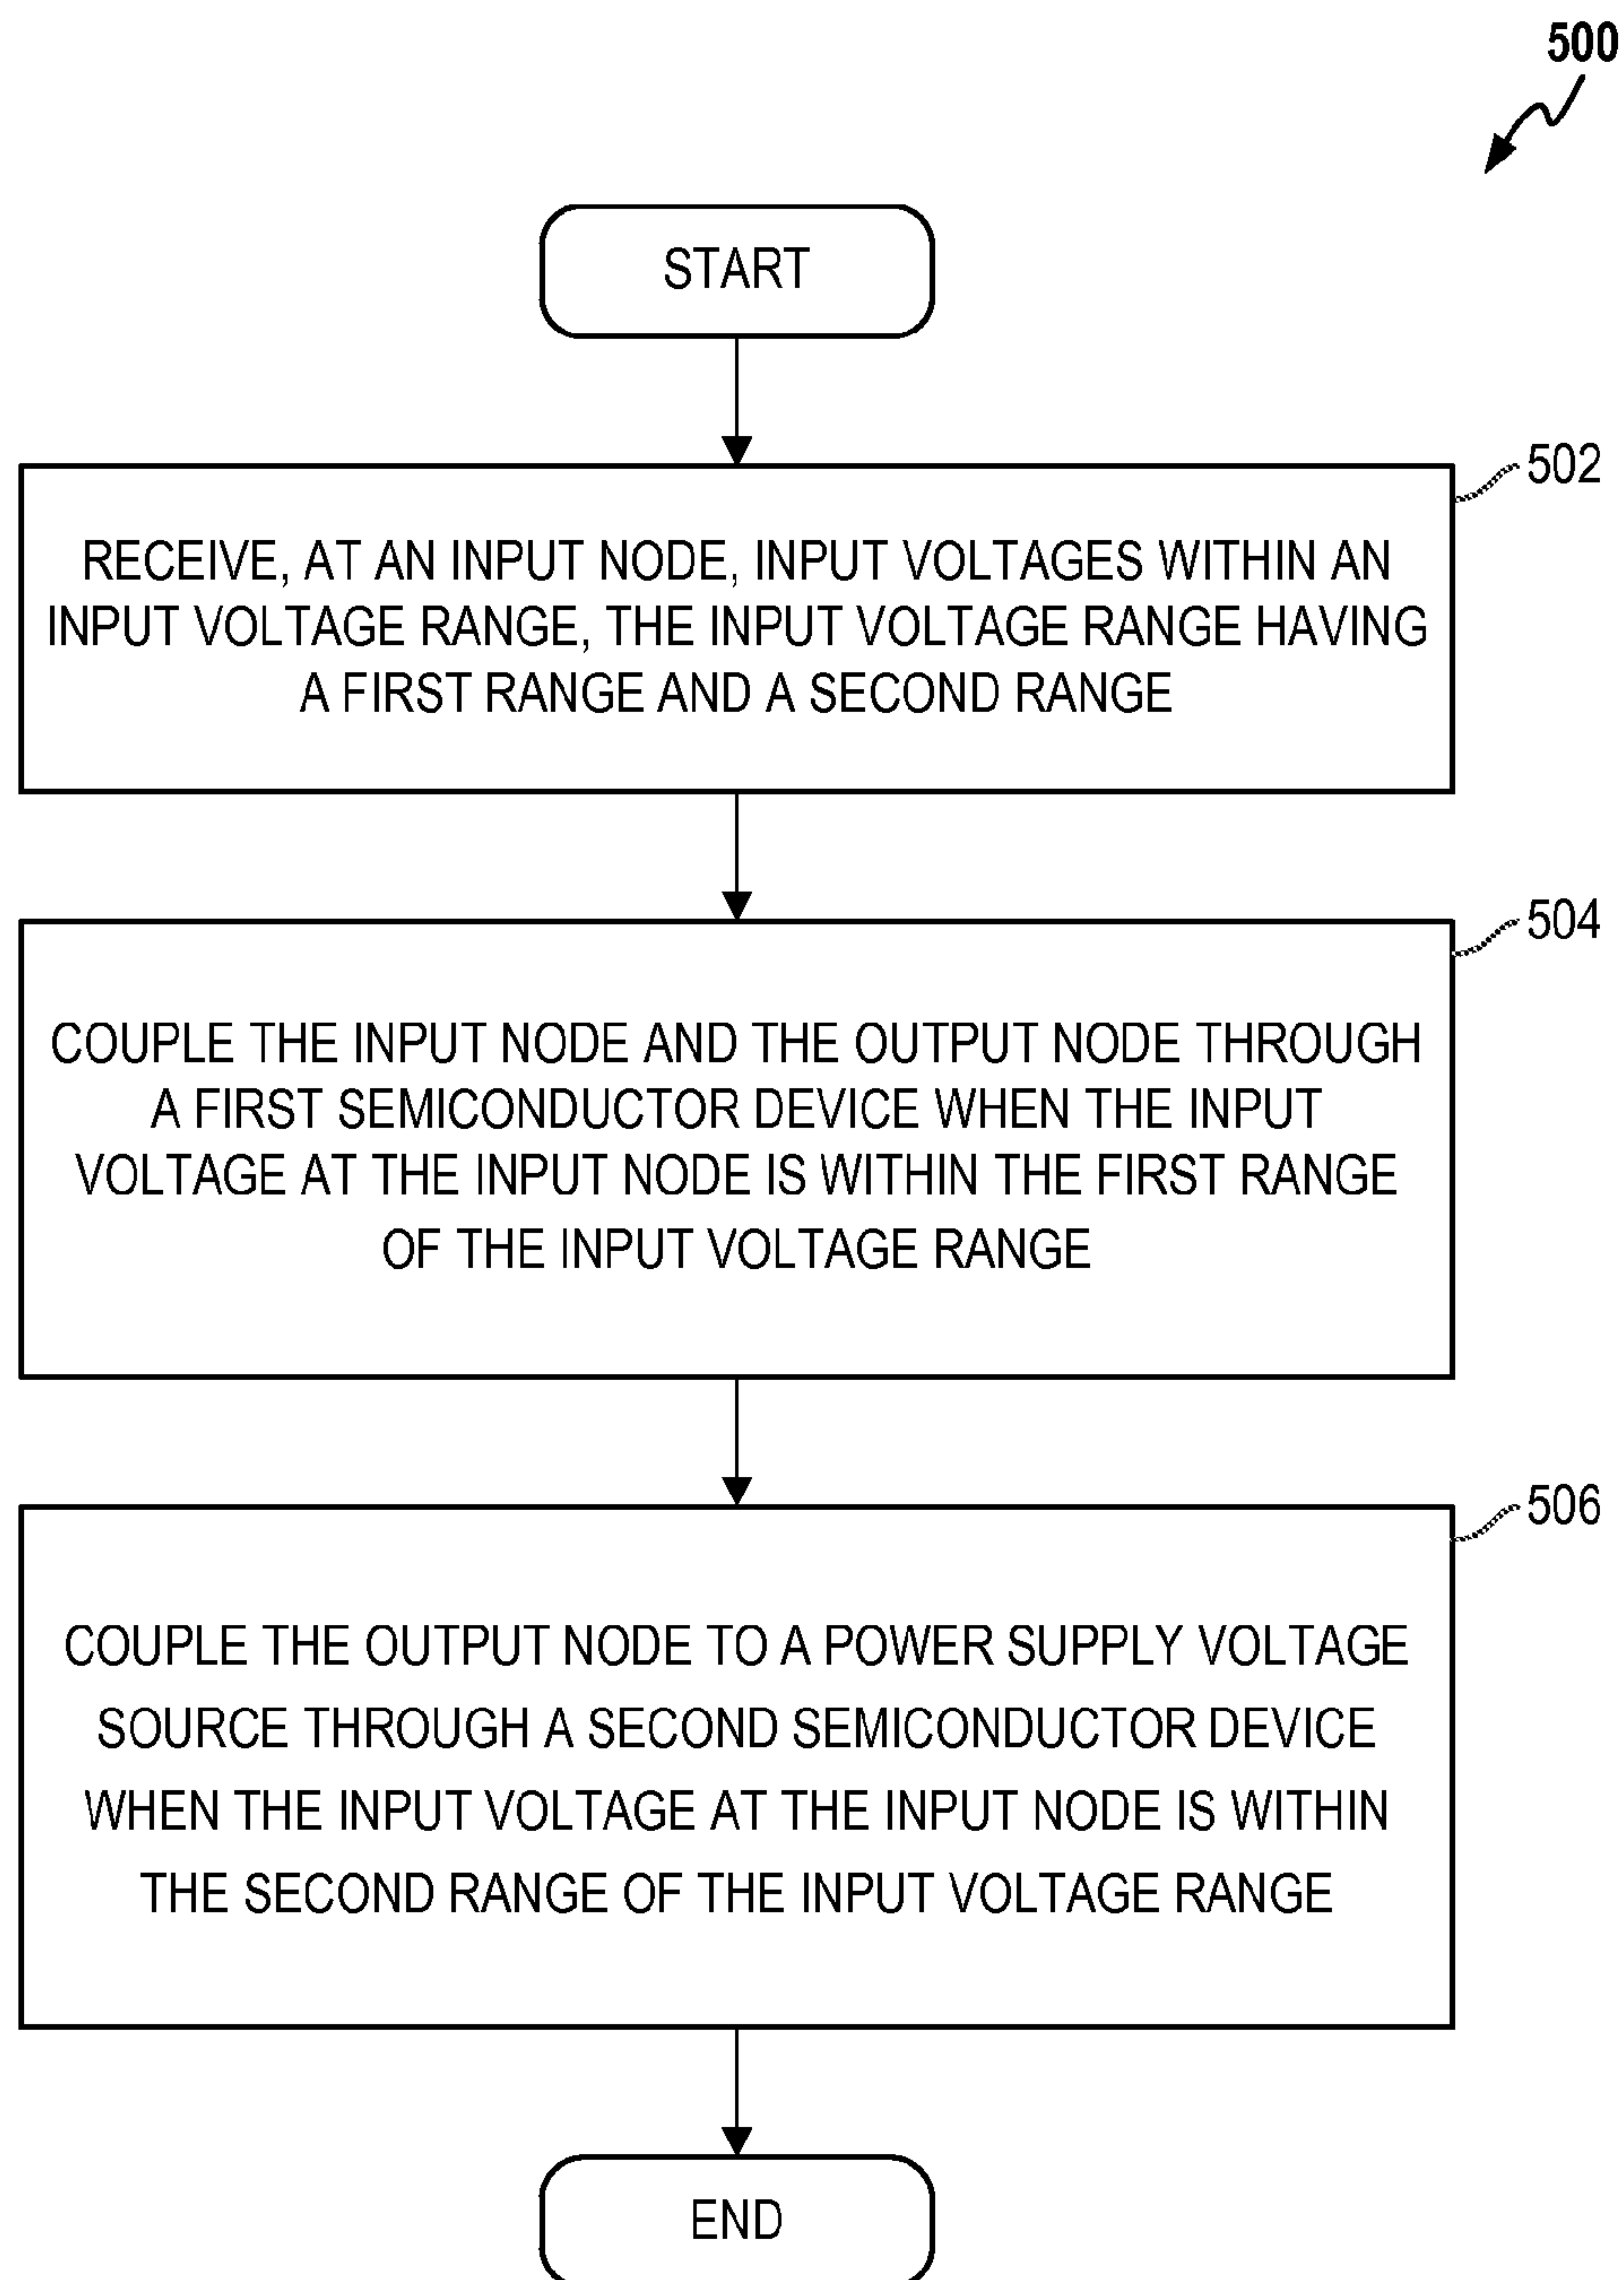 500
START
502
RECEIVE, AT AN INPUT NODE, INPUT VOLTAGES WITHIN AN
INPUT VOLTAGE RANGE, THE INPUT VOLTAGE RANGE HAVING
A FIRST RANGE AND A SECOND RANGE
504
COUPLE THE INPUT NODE AND THE OUTPUT NODE THROUGH
A FIRST SEMICONDUCTOR DEVICE WHEN THE INPUT
VOLTAGE AT THE INPUT NODE IS WITHIN THE FIRST RANGE
OF THE INPUT VOLTAGE RANGE
506
COUPLE THE OUTPUT NODE TO A POWER SUPPLY VOLTAGE
SOURCE THROUGH A SECOND SEMICONDUCTOR DEVICE
WHEN THE INPUT VOLTAGE AT THE INPUT NODE IS WITHIN
THE SECOND RANGE OF THE INPUT VOLTAGE RANGE
END